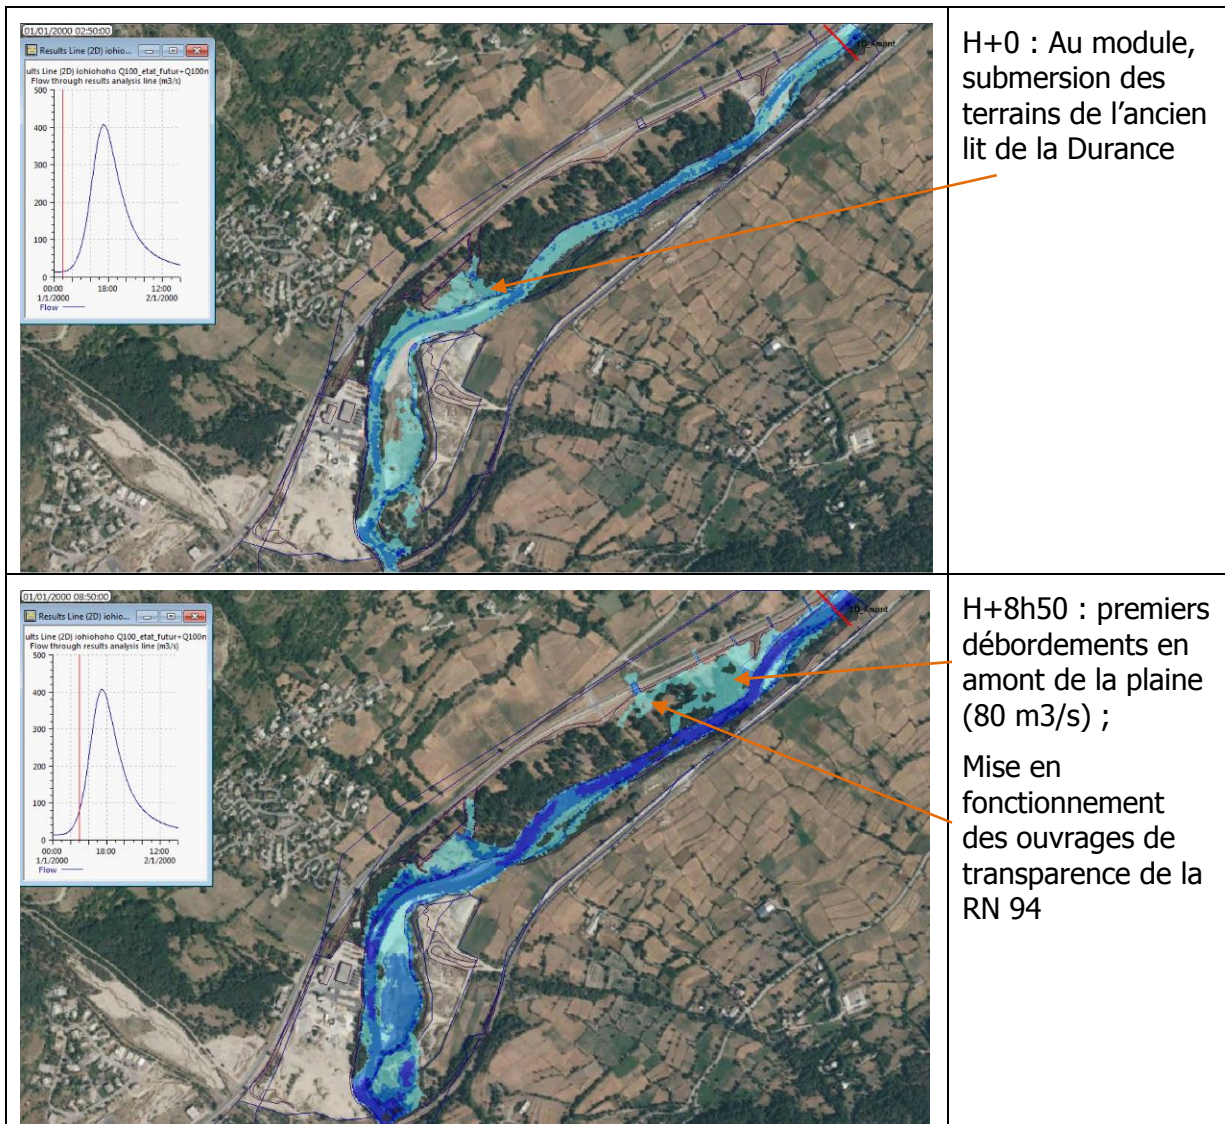 01/01/2000 02:50:00
Results Line (2D) iohio...
ults Line (2D) iohiohoho Q100_etat_futur+Q100n
Flow through results analysis line (m3/s)
500
400
300
200
100
0
00:00 18:00 12:00
1/1/2000 2/1/2000
Flow
H+0 : Au module,
submersion des
terrains de l’ancien
lit de la Durance
01/01/2000 08:50:00
Results Line (2D) iohio...
ults Line (2D) iohiohoho Q100_etat_futur+Q100n
Flow through results analysis line (m3/s)
500
400
300
200
100
0
00:00 18:00 12:00
1/1/2000 2/1/2000
Flow
H+8h50 : premiers
débordements en
amont de la plaine
(80 m3/s) ;
Mise en
fonctionnement
des ouvrages de
transparence de la
RN 94